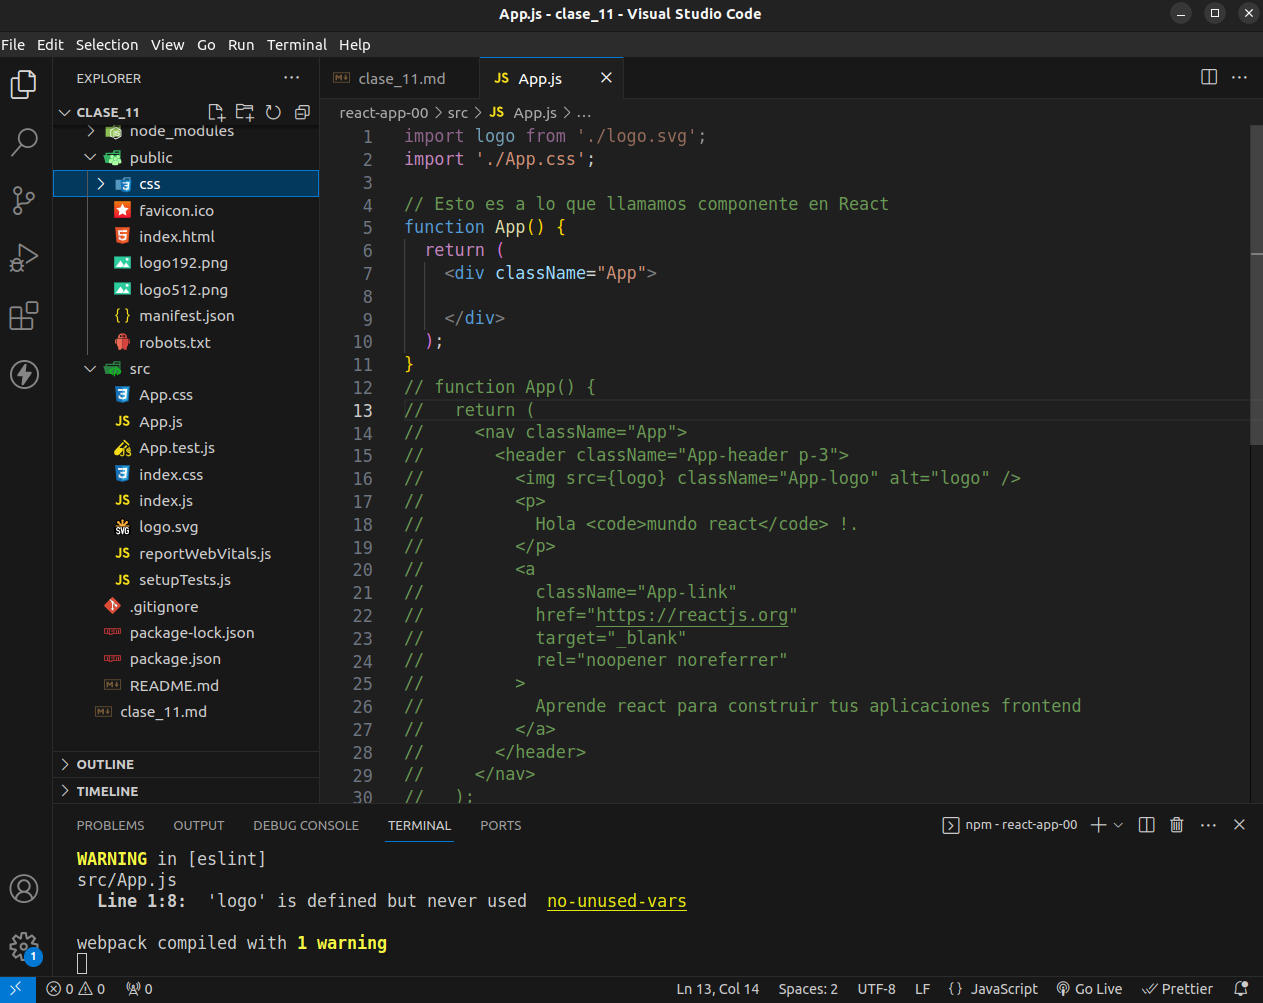 App.js - clase_11 - Visual Studio Code
File Edit Selection View Go Run Terminal Help
EXPLORER
CLASE_11
node_modules
public
css
favicon.ico
index.html
logo192.png
logo512.png
manifest.json
robots.txt
src
App.css
App.js
App.test.js
index.css
index.js
logo.svg
reportWebVitals.js
setupTests.js
.gitignore
package-lock.json
package.json
README.md
clase_11.md
OUTLINE
TIMELINE
clase_11.md
JS App.js
react-app-00 > src > JS App.js > ...
1 import logo from './logo.svg';
2 import './App.css';
3
4 // Esto es a lo que llamamos componente en React
5 function App() {
6 return (
7 <div className="App">
8
9 </div>
10 );
11 }
12 // function App() {
13 // return (
14 // <nav className="App">
15 // <header className="App-header p-3">
16 // <img src={logo} className="App-logo" alt="logo" />
17 // <p>
18 // Hola <code>mundo react</code> !.
19 // </p>
20 // <a
21 // className="App-link"
22 // href="https://reactjs.org"
23 // target="_blank"
24 // rel="noopener noreferrer"
25 // >
26 // Aprende react para construir tus aplicaciones frontend
27 // </a>
28 // </header>
29 // </nav>
30 // );
PROBLEMS OUTPUT DEBUG CONSOLE TERMINAL PORTS
npm - react-app-00
WARNING in [eslint]
src/App.js
Line 1:8: 'logo' is defined but never used no-unused-vars
webpack compiled with 1 warning
1
0 0 0 Ln 13, Col 14 Spaces: 2 UTF-8 LF {} JavaScript Go Live Prettier